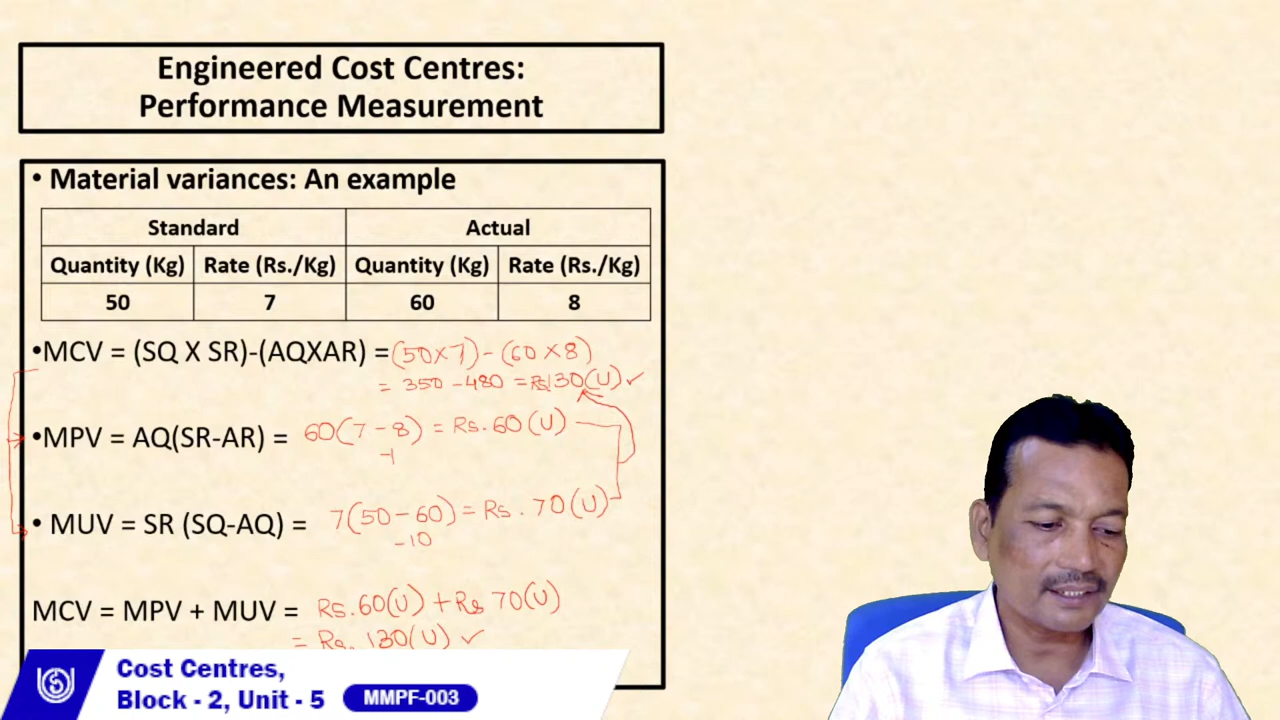 Engineered Cost Centres:
Performance Measurement
• Material variances: An example
Standard Actual
Quantity (Kg) Rate (Rs./Kg) Quantity (Kg) Rate (Rs./Kg)
50 7 60 8
•MCV = (SQ X SR)-(AQXAR) = (50×7) - (60×8)
= 350 - 480 = Rs130(U) ✓
•MPV = AQ(SR-AR) = 60(7-8) = Rs.60(U)
-1
• MUV = SR (SQ-AQ) = 7(50-60) = Rs.70(U)
-10
MCV = MPV + MUV = Rs.60(U) + Rs 70(U)
= Rs. 130(U) ✓
Cost Centres,
Block - 2, Unit - 5 MMPF-003